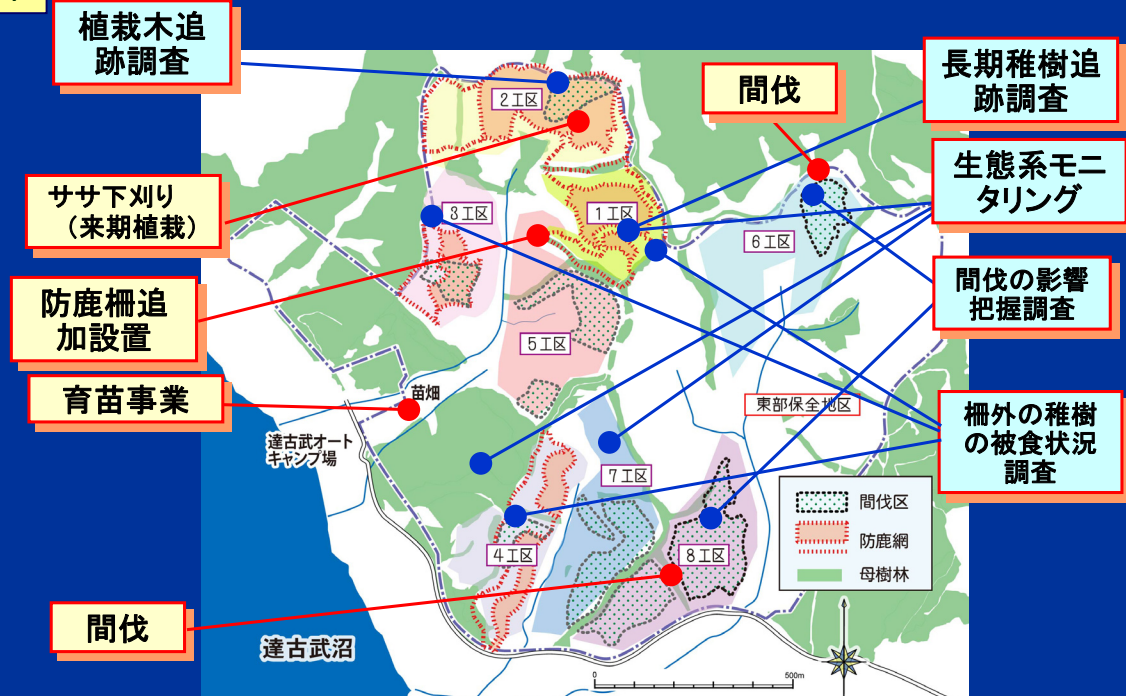 植栽木追
跡調査
間伐
長期稚樹追
跡調査
2工区
生態系モニ
タリング
ササ下刈り
(来期植栽)
3工区
1工区
6工区
間伐の影響
把握調査
防鹿柵追
加設置
5工区
育苗事業
苗畑
東部保全地区
柵外の稚樹
の被食状況
調査
達古武オート
キャンプ場
7工区
間伐区
防鹿網
母樹林
4工区
8工区
間伐
達古武沼
0
500m